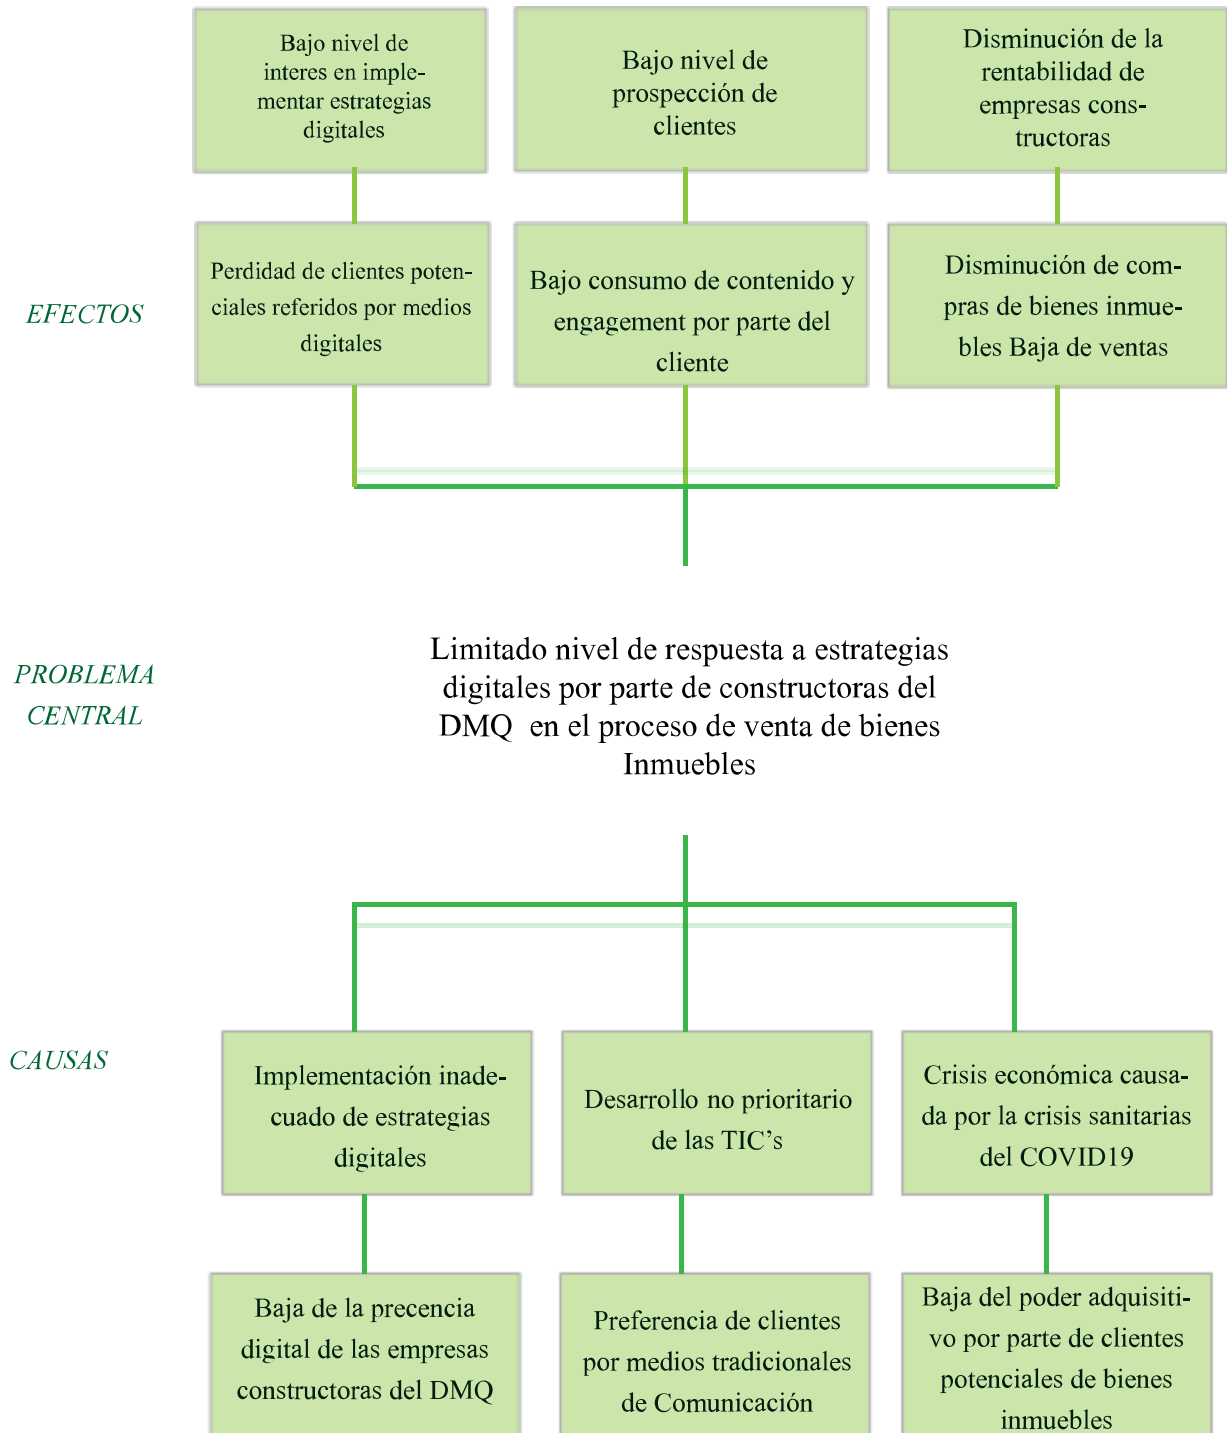 Bajo nivel de
interes en imple-
mentar estrategias
digitales
Bajo nivel de
prospección de
clientes
Disminución de la
rentabilidad de
empresas cons-
tructoras
EFECTOS
Perdidad de clientes poten-
ciales referidos por medios
digitales
Bajo consumo de contenido y
engagement por parte del
cliente
Disminución de com-
pras de bienes inmue-
bles Baja de ventas
PROBLEMA
CENTRAL
Limitado nivel de respuesta a estrategias
digitales por parte de constructoras del
DMQ en el proceso de venta de bienes
Inmuebles
CAUSAS
Implementación inade-
cuado de estrategias
digitales
Desarrollo no prioritario
de las TIC’s
Crisis económica causa-
da por la crisis sanitarias
del COVID19
Baja de la precencia
digital de las empresas
constructoras del DMQ
Preferencia de clientes
por medios tradicionales
de Comunicación
Baja del poder adquisiti-
vo por parte de clientes
potenciales de bienes
inmuebles